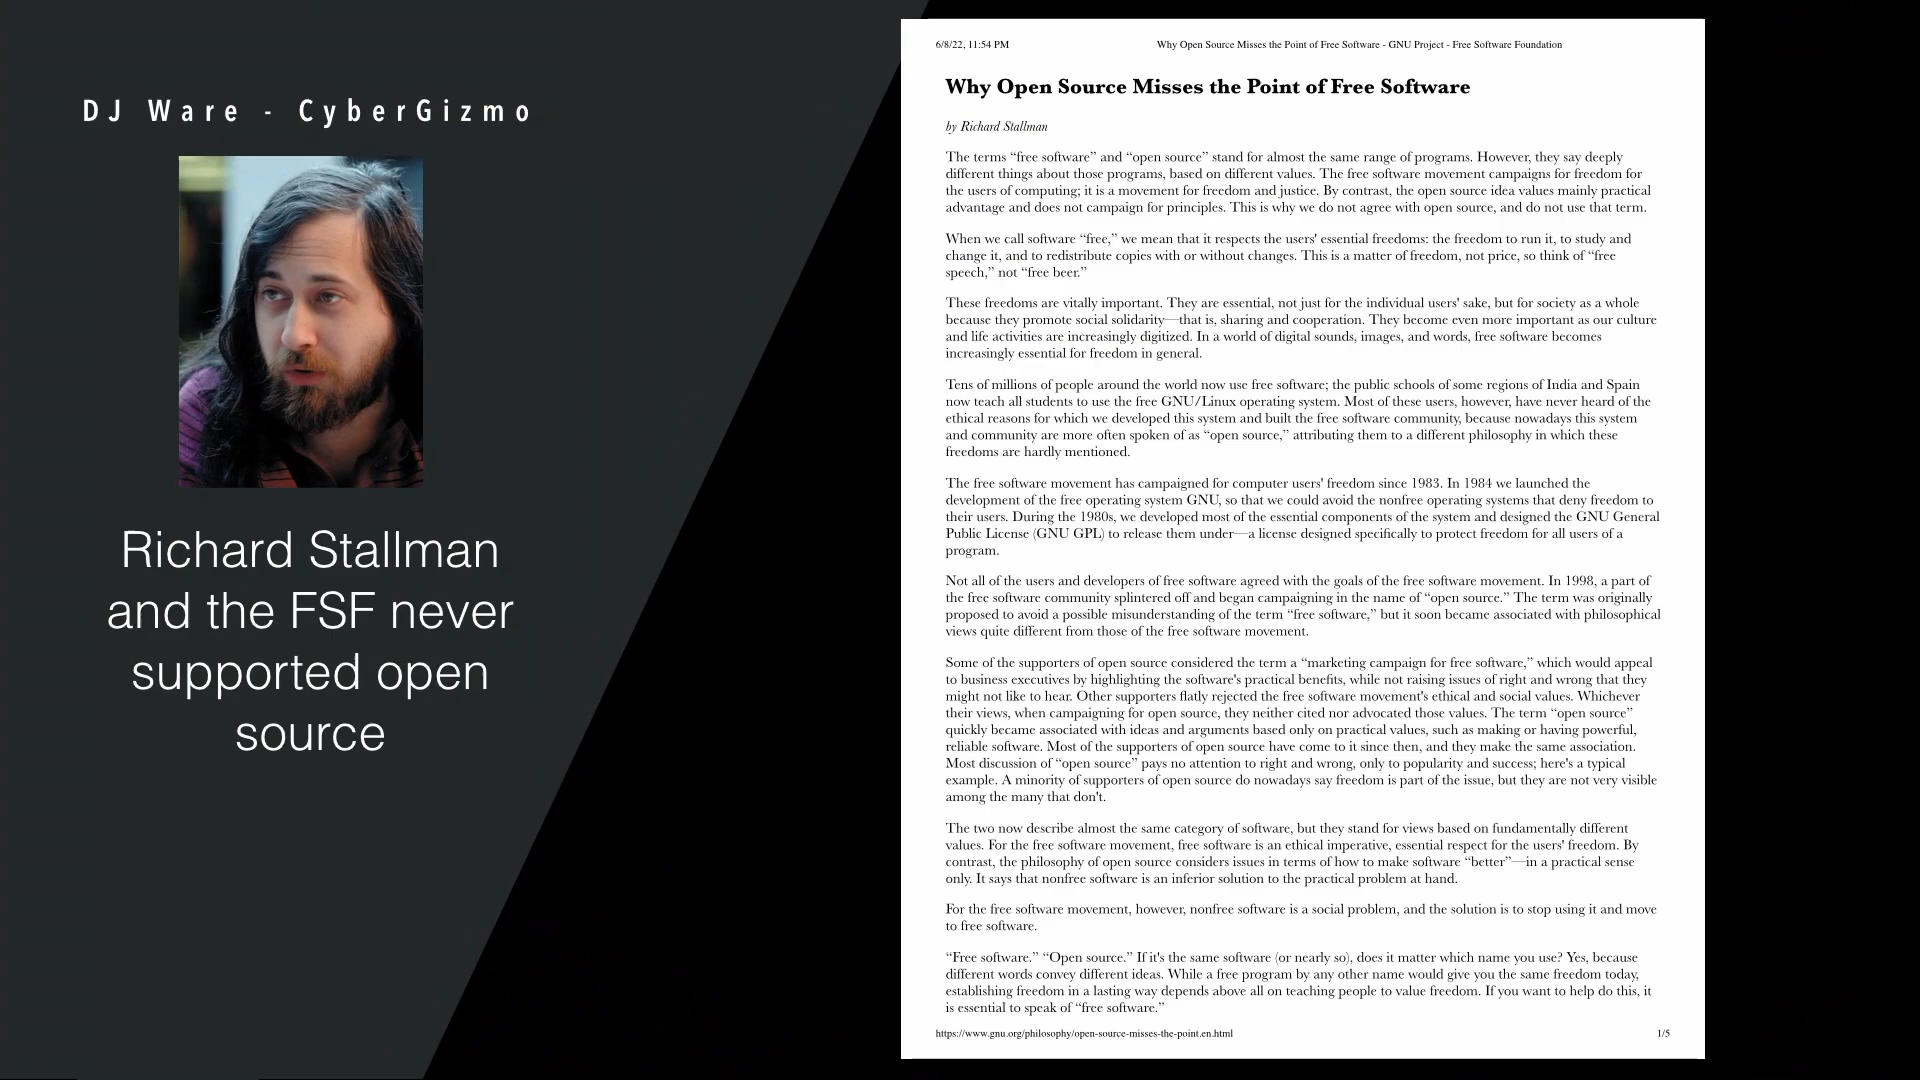 DJ Ware - CyberGizmo
Richard Stallman
and the FSF never
supported open
source
6/8/22, 11:54 PM
Why Open Source Misses the Point of Free Software - GNU Project - Free Software Foundation
Why Open Source Misses the Point of Free Software
by Richard Stallman
The terms “free software” and “open source” stand for almost the same range of programs. However, they say deeply
different things about those programs, based on different values. The free software movement campaigns for freedom for
the users of computing; it is a movement for freedom and justice. By contrast, the open source idea values mainly practical
advantage and does not campaign for principles. This is why we do not agree with open source, and do not use that term.
When we call software “free,” we mean that it respects the users' essential freedoms: the freedom to run it, to study and
change it, and to redistribute copies with or without changes. This is a matter of freedom, not price, so think of “free
speech,” not “free beer.”
These freedoms are vitally important. They are essential, not just for the individual users' sake, but for society as a whole
because they promote social solidarity—that is, sharing and cooperation. They become even more important as our culture
and life activities are increasingly digitized. In a world of digital sounds, images, and words, free software becomes
increasingly essential for freedom in general.
Tens of millions of people around the world now use free software; the public schools of some regions of India and Spain
now teach all students to use the free GNU/Linux operating system. Most of these users, however, have never heard of the
ethical reasons for which we developed this system and built the free software community, because nowadays this system
and community are more often spoken of as “open source,” attributing them to a different philosophy in which these
freedoms are hardly mentioned.
The free software movement has campaigned for computer users' freedom since 1983. In 1984 we launched the
development of the free operating system GNU, so that we could avoid the nonfree operating systems that deny freedom to
their users. During the 1980s, we developed most of the essential components of the system and designed the GNU General
Public License (GNU GPL) to release them under—a license designed specifically to protect freedom for all users of a
program.
Not all of the users and developers of free software agreed with the goals of the free software movement. In 1998, a part of
the free software community splintered off and began campaigning in the name of “open source.” The term was originally
proposed to avoid a possible misunderstanding of the term “free software,” but it soon became associated with philosophical
views quite different from those of the free software movement.
Some of the supporters of open source considered the term a “marketing campaign for free software,” which would appeal
to business executives by highlighting the software's practical benefits, while not raising issues of right and wrong that they
might not like to hear. Other supporters flatly rejected the free software movement's ethical and social values. Whichever
their views, when campaigning for open source, they neither cited nor advocated those values. The term “open source”
quickly became associated with ideas and arguments based only on practical values, such as making or having powerful,
reliable software. Most of the supporters of open source have come to it since then, and they make the same association.
Most discussion of “open source” pays no attention to right and wrong, only to popularity and success; here's a typical
example. A minority of supporters of open source do nowadays say freedom is part of the issue, but they are not very visible
among the many that don't.
The two now describe almost the same category of software, but they stand for views based on fundamentally different
values. For the free software movement, free software is an ethical imperative, essential respect for the users' freedom. By
contrast, the philosophy of open source considers issues in terms of how to make software “better”—in a practical sense
only. It says that nonfree software is an inferior solution to the practical problem at hand.
For the free software movement, however, nonfree software is a social problem, and the solution is to stop using it and move
to free software.
“Free software.” “Open source.” If it's the same software (or nearly so), does it matter which name you use? Yes, because
different words convey different ideas. While a free program by any other name would give you the same freedom today,
establishing freedom in a lasting way depends above all on teaching people to value freedom. If you want to help do this, it
is essential to speak of “free software.”
https://www.gnu.org/philosophy/open-source-misses-the-point.en.html
1/5